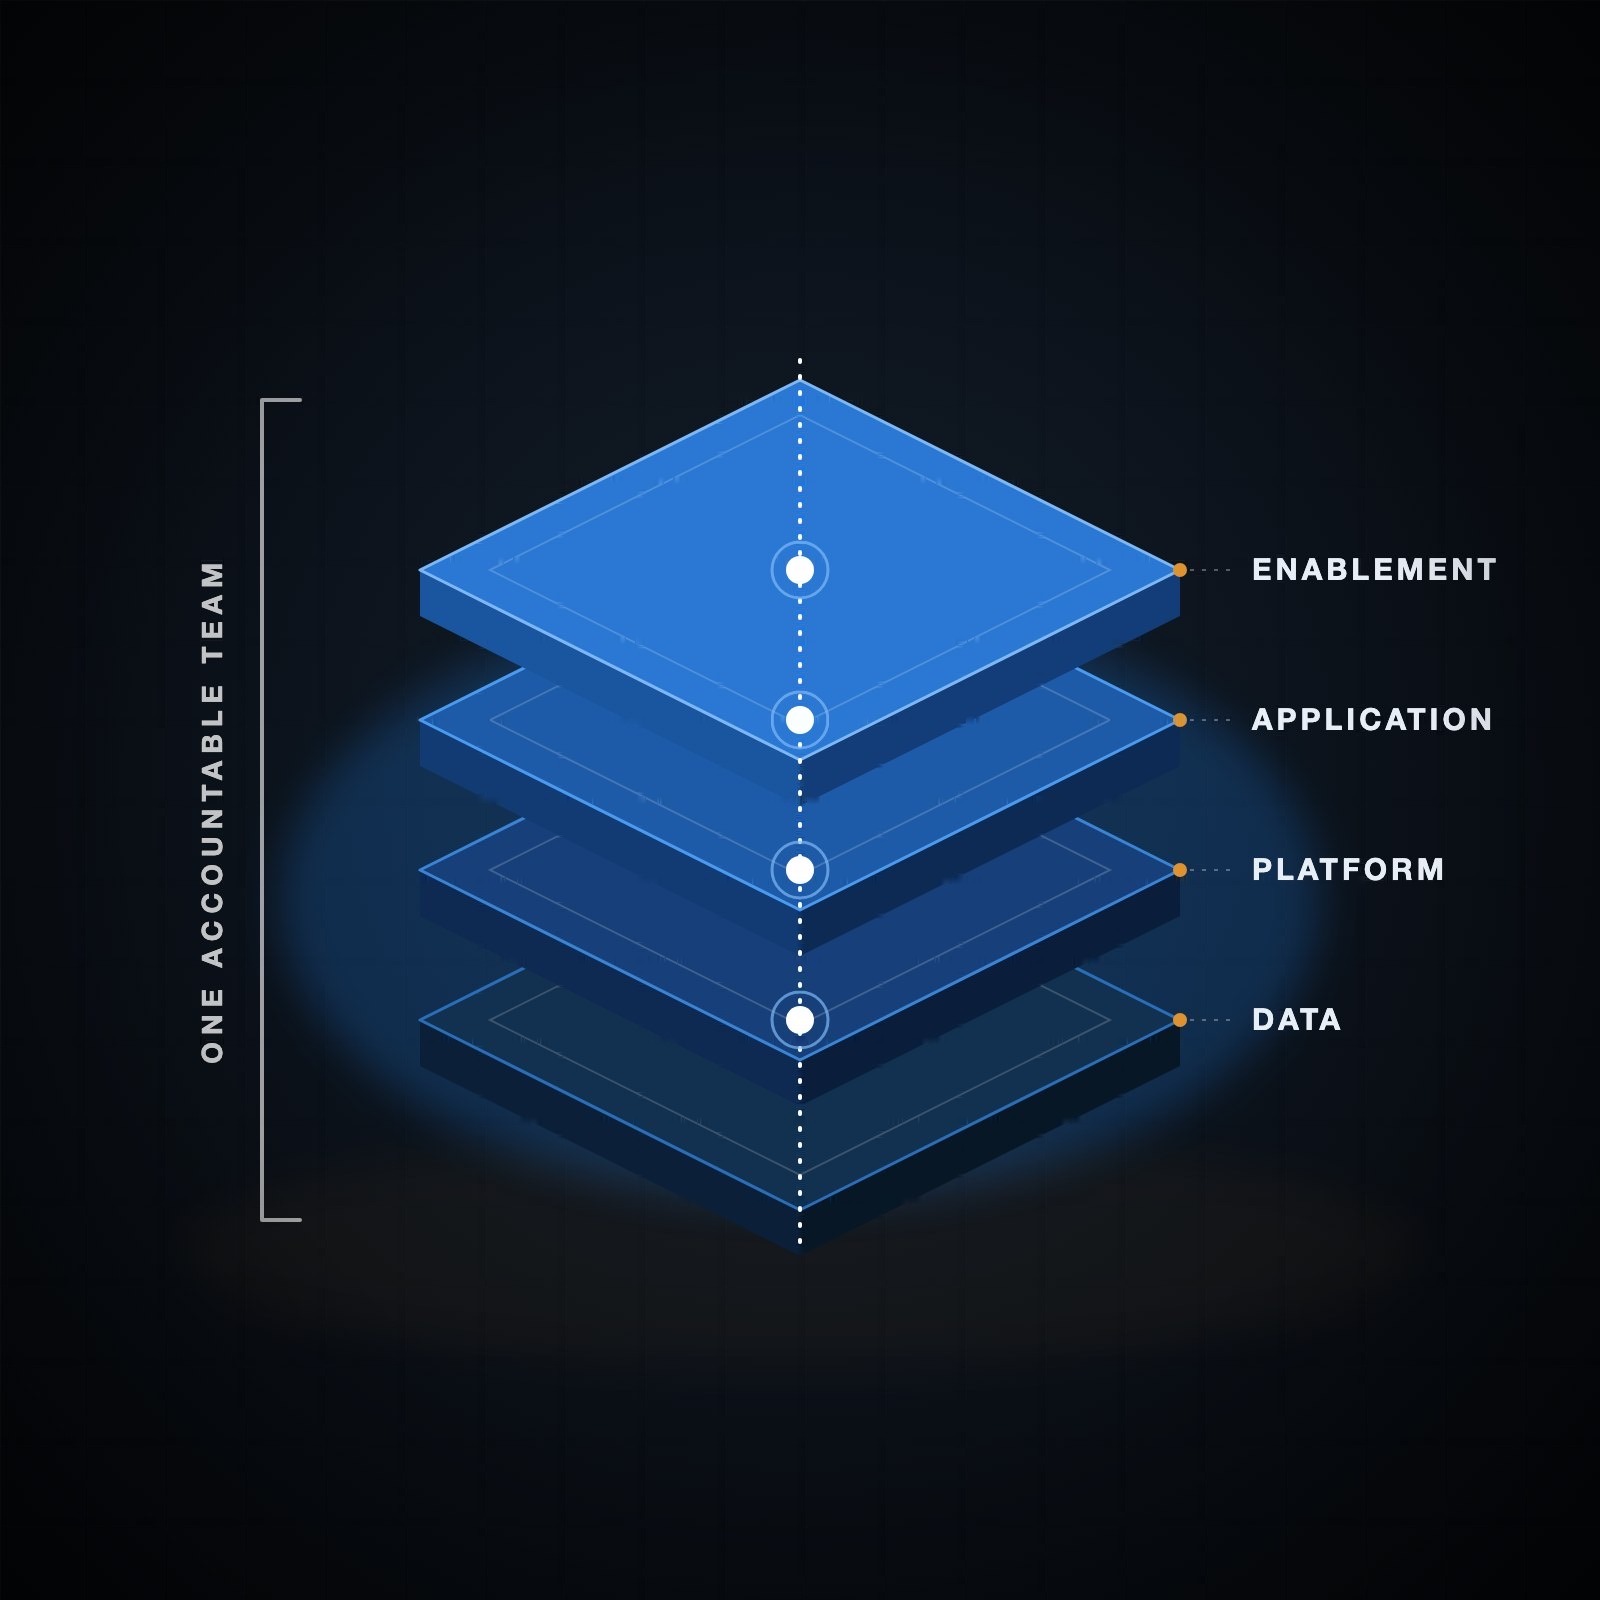 ONE ACCOUNTABLE TEAM
ENABLEMENT
APPLICATION
PLATFORM
DATA